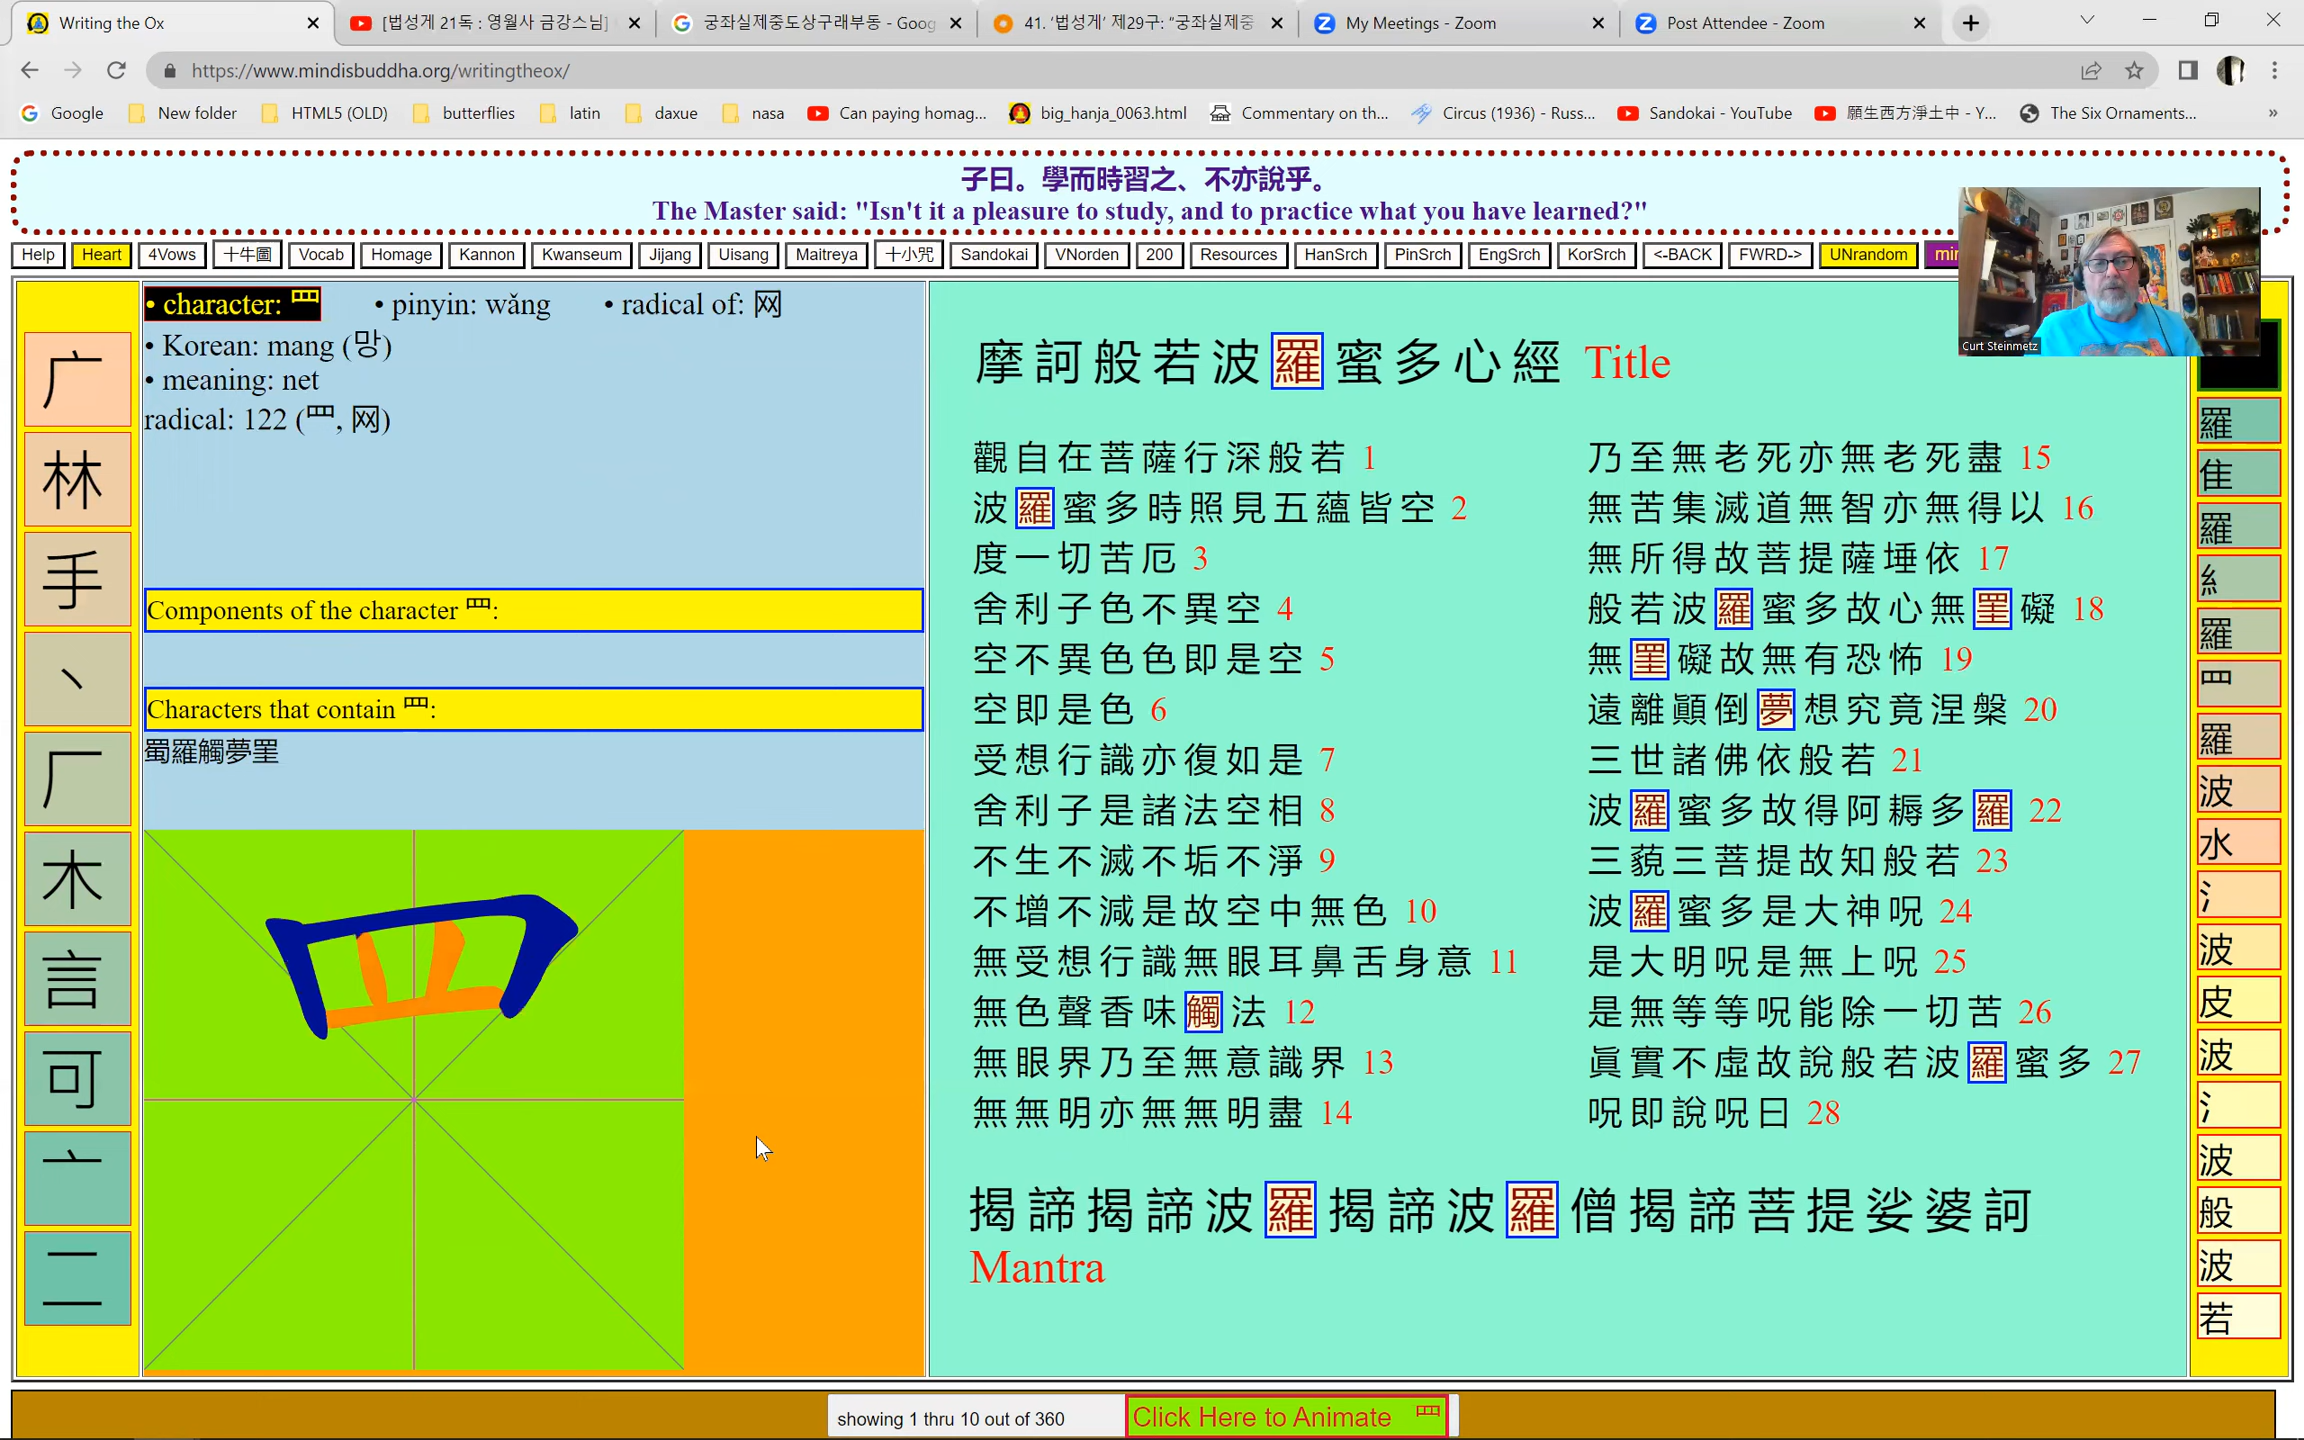 Writing the Ox
[법성게 21독 : 영월사 금강스님]
궁좌실제중도상구래부동 - Goog
41. '법성게' 제29구: "궁좌실제중
My Meetings - Zoom
Post Attendee - Zoom
https://www.mindisbuddha.org/writingtheox/
Google New folder HTML5 (OLD) butterflies latin daxue nasa Can paying homag... big_hanja_0063.html Commentary on th... Circus (1936) - Russ... Sandokai - YouTube 願生西方淨土中 - Y... The Six Ornaments... »
子曰。學而時習之、不亦說乎。
The Master said: "Isn't it a pleasure to study, and to practice what you have learned?"
Help Heart 4Vows 十牛圖 Vocab Homage Kannon Kwanseum Jijang Uisang Maitreya 十小咒 Sandokai VNorden 200 Resources HanSrch PinSrch EngSrch KorSrch <-BACK FWRD-> UNrandom
Curt Steinmetz
广
林
手
丶
厂
木
言
可
亠
二
• character: 罒 • pinyin: wǎng • radical of: 网
• Korean: mang (망)
• meaning: net
radical: 122 (罒, 网)
Components of the character 罒:
Characters that contain 罒:
蜀羅觸夢罣
摩訶般若波羅蜜多心經 Title
觀自在菩薩行深般若 1
波羅蜜多時照見五蘊皆空 2
度一切苦厄 3
舍利子色不異空 4
空不異色色即是空 5
空即是色 6
受想行識亦復如是 7
舍利子是諸法空相 8
不生不滅不垢不淨 9
不增不減是故空中無色 10
無受想行識無眼耳鼻舌身意 11
無色聲香味觸法 12
無眼界乃至無意識界 13
無無明亦無無明盡 14
乃至無老死亦無老死盡 15
無苦集滅道無智亦無得以 16
無所得故菩提薩埵依 17
般若波羅蜜多故心無罣礙 18
無罣礙故無有恐怖 19
遠離顚倒夢想究竟涅槃 20
三世諸佛依般若 21
波羅蜜多故得阿耨多羅 22
三藐三菩提故知般若 23
波羅蜜多是大神呪 24
是大明呪是無上呪 25
是無等等呪能除一切苦 26
眞實不虛故說般若波羅蜜多 27
呪即說呪曰 28
揭諦揭諦波羅揭諦波羅僧揭諦菩提娑婆訶
Mantra
羅
隹
羅
糹
羅
罒
羅
波
水
氵
波
皮
波
氵
波
般
波
若
showing 1 thru 10 out of 360
Click Here to Animate 罒